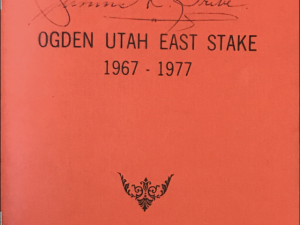 OGDEN UTAH EAST STAKE
1967 - 1977